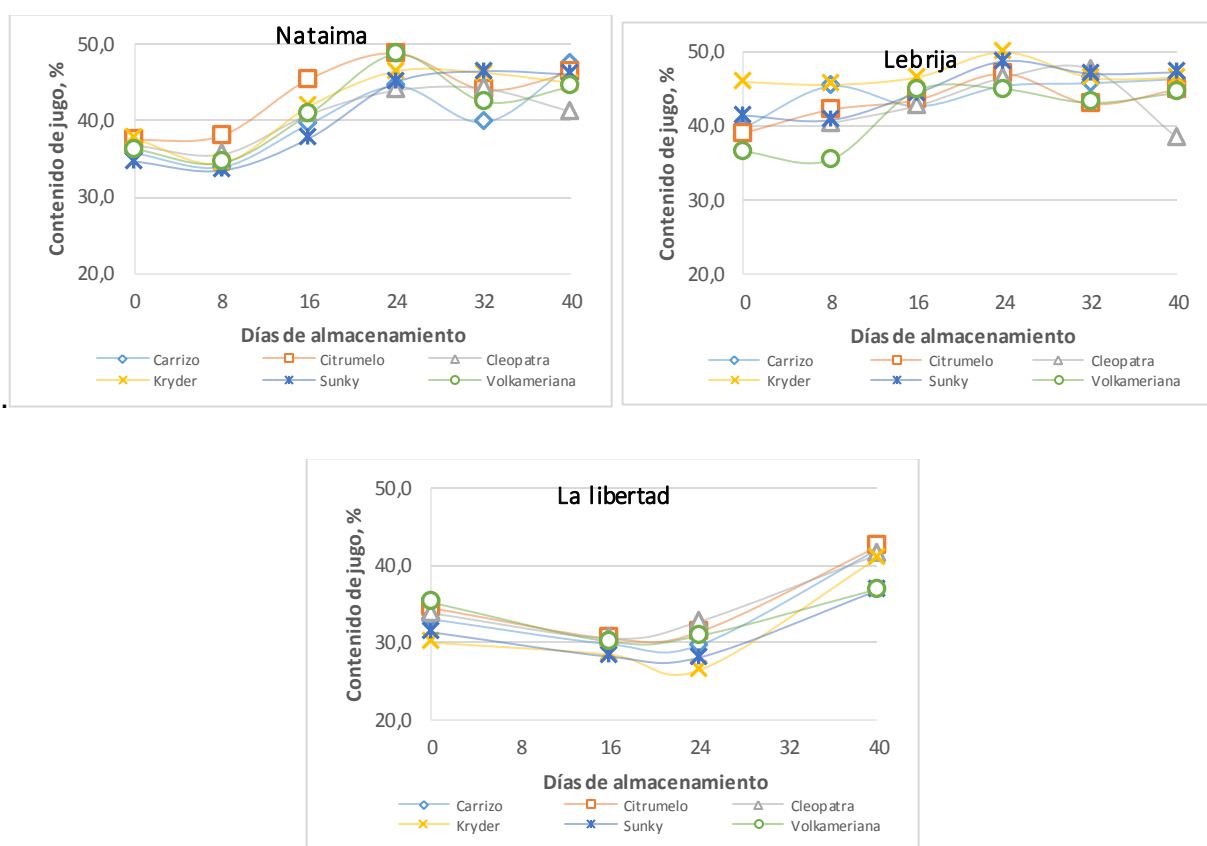 Nataima
Contenido de jugo, %
50,0
40,0
30,0
20,0
0 8 16 24 32 40
Días de almacenamiento
Carrizo Citrumelo Cleopatra
Kryder Sunky Volkameriana
.
Lebrija
Contenido de jugo, %
50,0
40,0
30,0
20,0
0 8 16 24 32 40
Días de almacenamiento
Carrizo Citrumelo Cleopatra
Kryder Sunky Volkameriana
La libertad
Contenido de jugo, %
50,0
40,0
30,0
20,0
0 8 16 24 32 40
Días de almacenamiento
Carrizo Citrumelo Cleopatra
Kryder Sunky Volkameriana